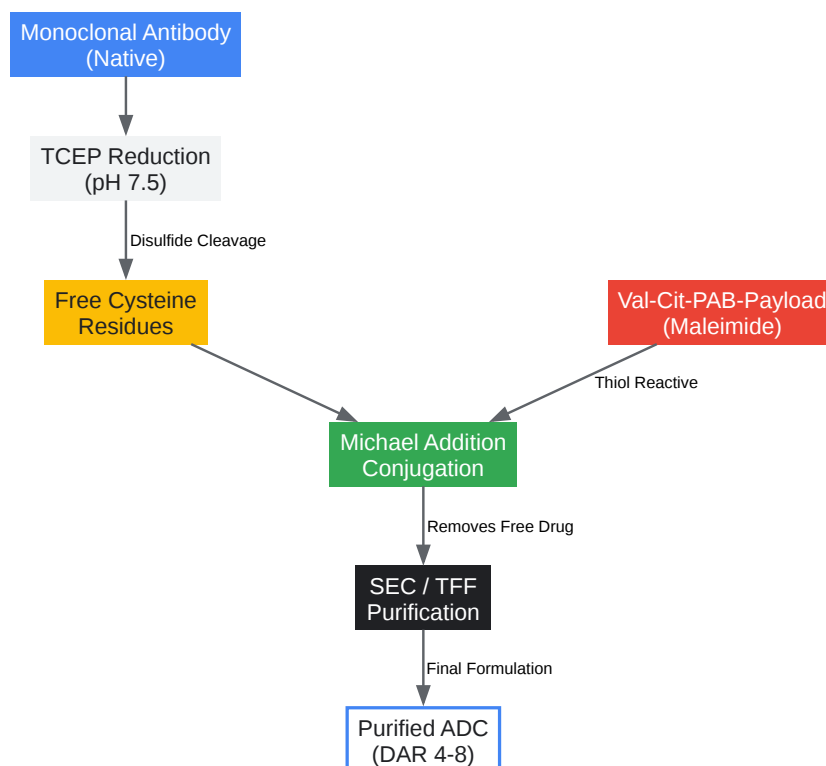 Monoclonal Antibody
(Native)
TCEP Reduction
(pH 7.5)
Disulfide Cleavage
Free Cysteine
Residues
Val-Cit-PAB-Payload
(Maleimide)
Thiol Reactive
Michael Addition
Conjugation
Removes Free Drug
SEC / TFF
Purification
Final Formulation
Purified ADC
(DAR 4-8)